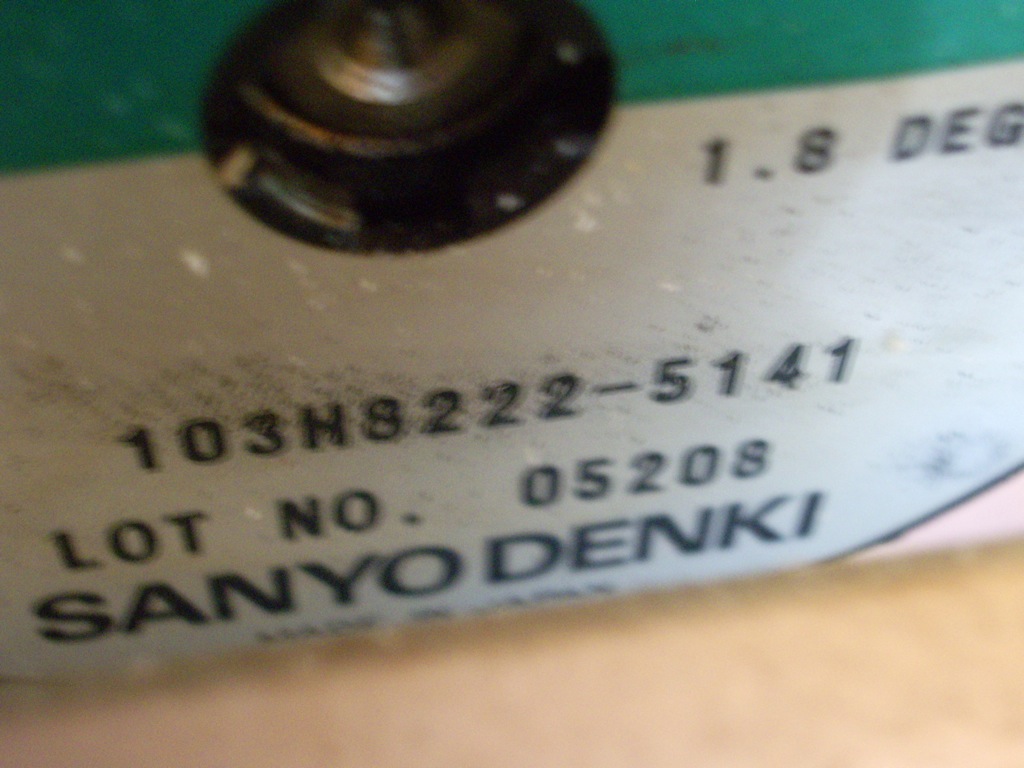 1.8 DEG
103H8222-5141
LOT NO. 05208
SANYO DENKI